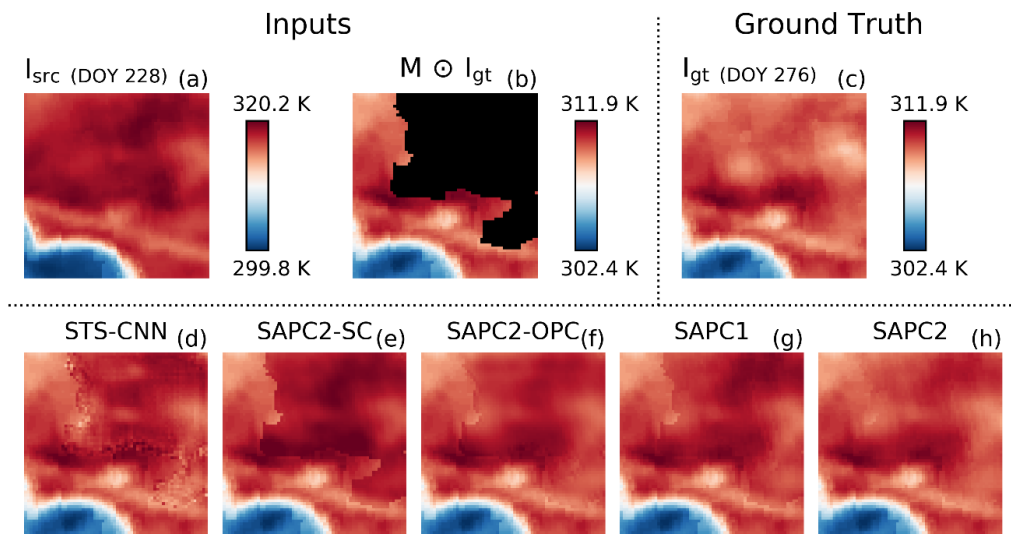 Inputs
Ground Truth
I_src (DOY 228) (a)
M ⊙ I_gt (b)
I_gt (DOY 276) (c)
320.2 K
299.8 K
311.9 K
302.4 K
311.9 K
302.4 K
STS-CNN (d)
SAPC2-SC (e)
SAPC2-OPC (f)
SAPC1 (g)
SAPC2 (h)